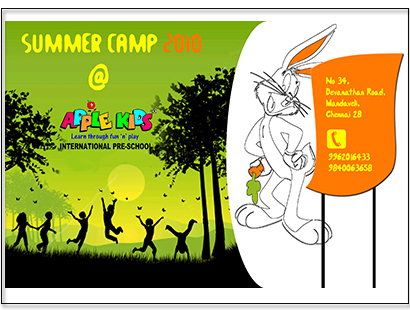 SUMMER CAMP 2010
@
APPLE KIDS
Learn through fun 'n' play
INTERNATIONAL PRE-SCHOOL
No 34,
Devanathan Road,
Mandaveli,
Chennai 28
9962016433
9840063658